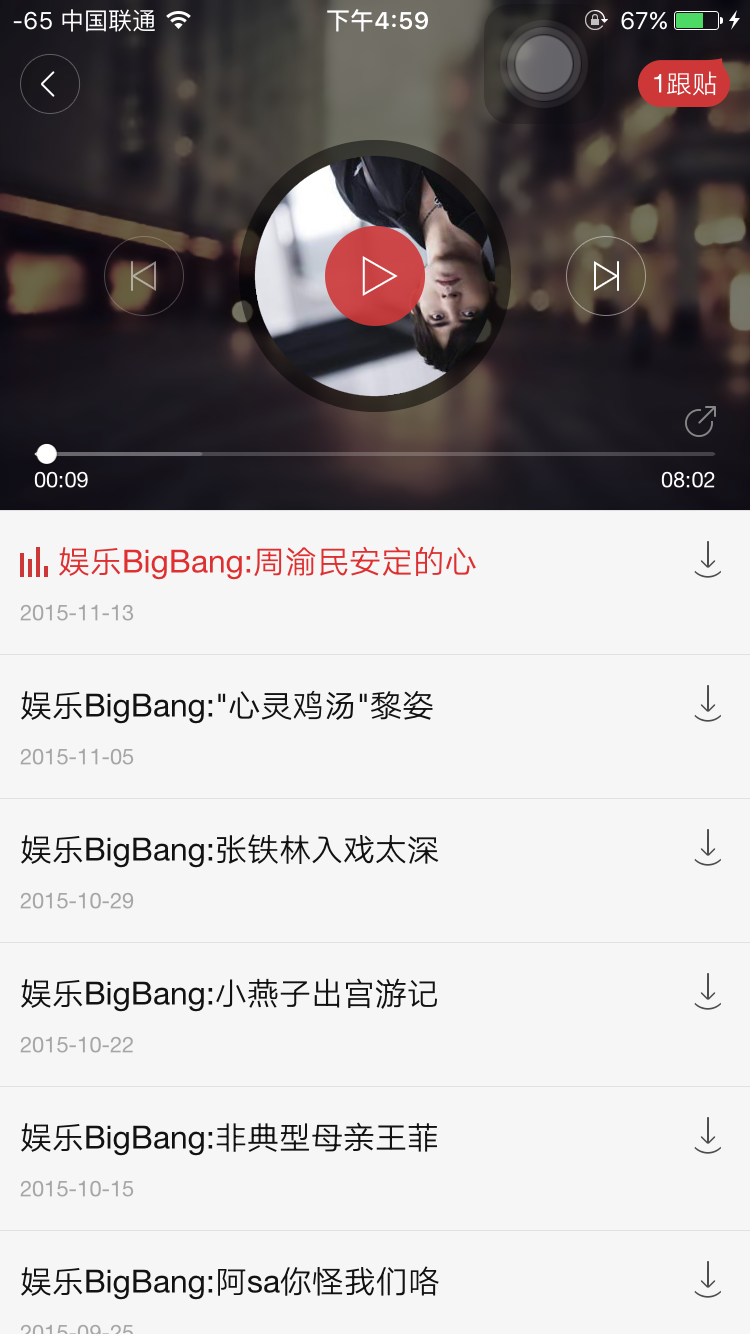 -65 中国联通 下午4:59 67%
1跟贴
00:09 08:02
娱乐BigBang:周渝民安定的心
2015-11-13
娱乐BigBang:"心灵鸡汤"黎姿
2015-11-05
娱乐BigBang:张铁林入戏太深
2015-10-29
娱乐BigBang:小燕子出宫游记
2015-10-22
娱乐BigBang:非典型母亲王菲
2015-10-15
娱乐BigBang:阿sa你怪我们咯
2015-09-25